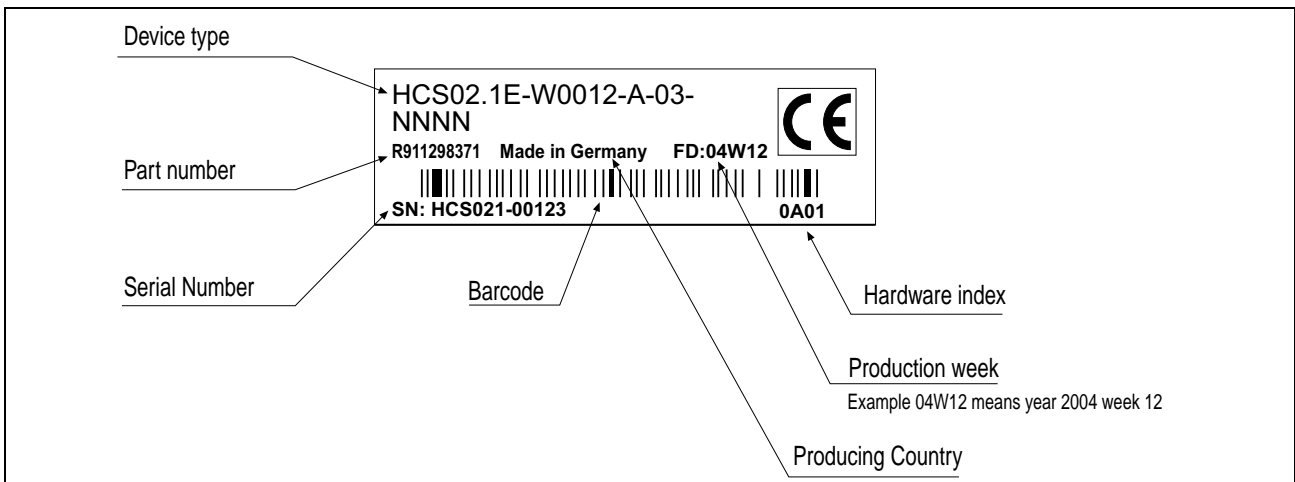 Device type
HCS02.1E-W0012-A-03-
NNNN
CE
R911298371 Made in Germany FD:04W12
Part number
SN: HCS021-00123 0A01
Serial Number
Barcode
Hardware index
Production week
Example 04W12 means year 2004 week 12
Producing Country